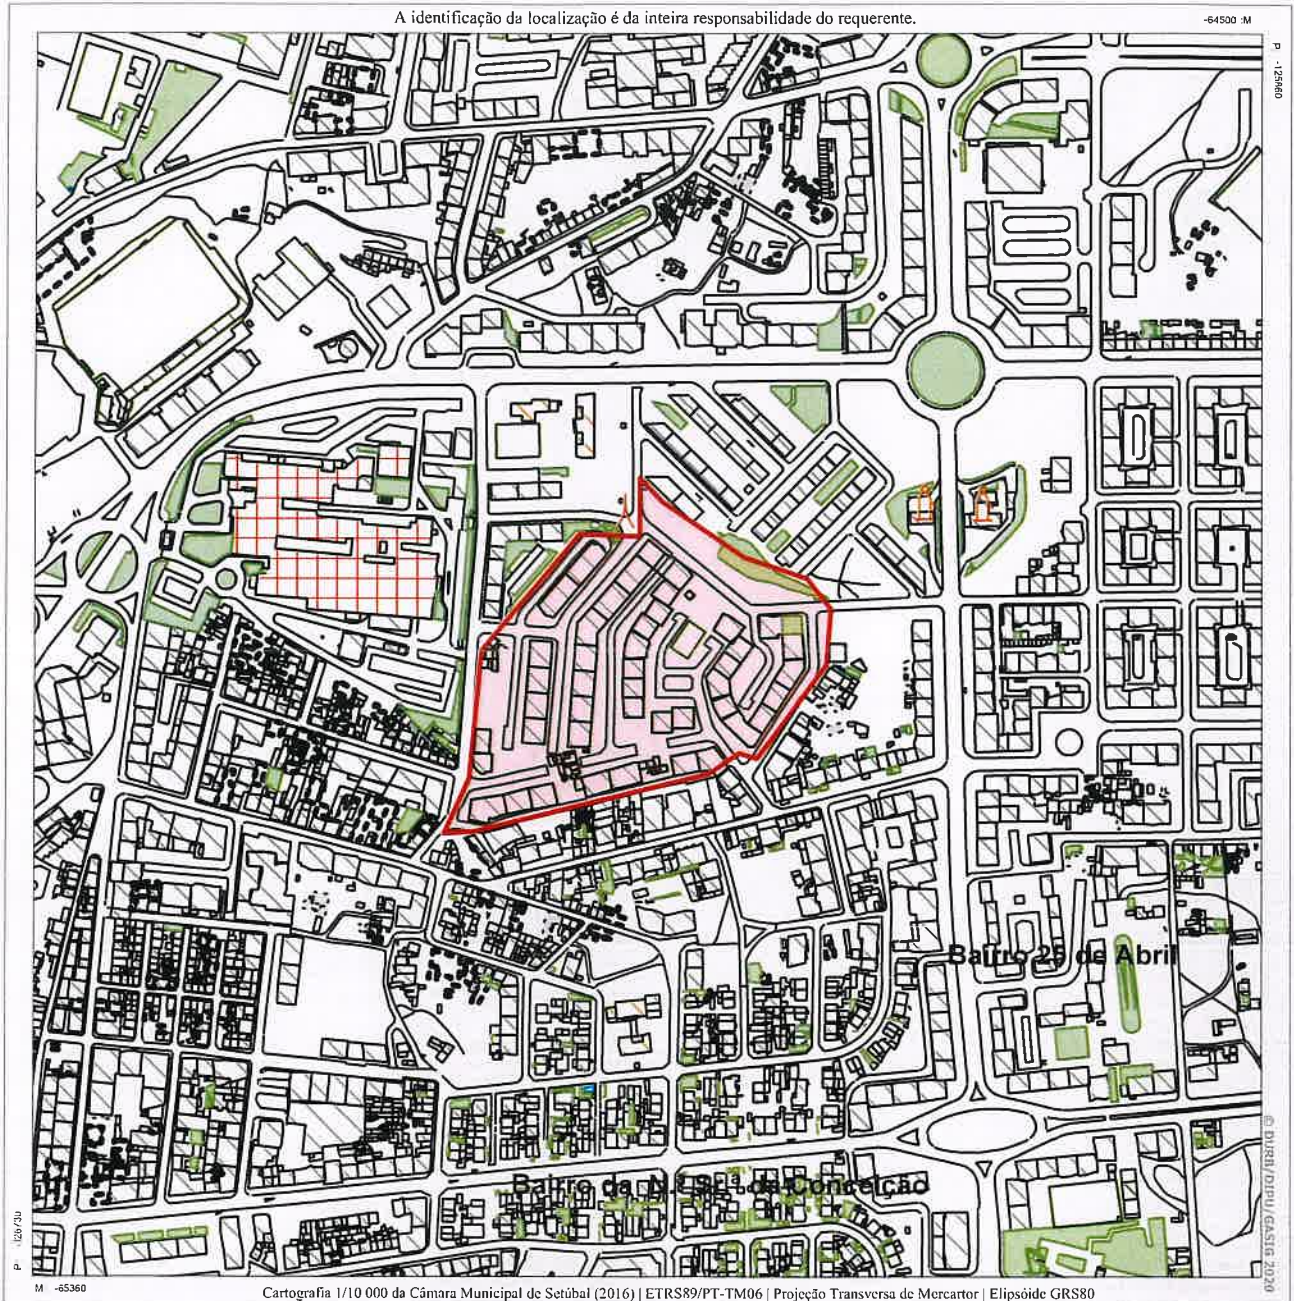 A identificação da localização é da inteira responsabilidade do requerente.
-64500 :M
P -125860
Bairro 25 de Abril
Bairro da N.ª Sr.ª da Conceição
© DURB/DIPU/GASIG 2020
P
M -65360
Cartografia 1/10 000 da Câmara Municipal de Setúbal (2016) | ETRS89/PT-TM06 | Projeção Transversa de Mercartor | Elipsóide GRS80